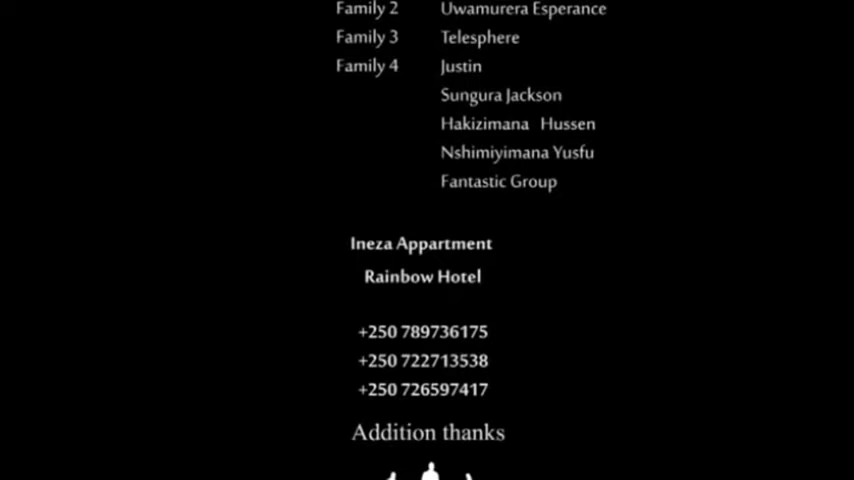 Family 2 Uwamurera Esperance
Family 3 Telesphere
Family 4 Justin
Sungura Jackson
Hakizimana Hussen
Nshimiyimana Yusfu
Fantastic Group
Ineza Appartment
Rainbow Hotel
+250 789736175
+250 722713538
+250 726597417
Addition thanks